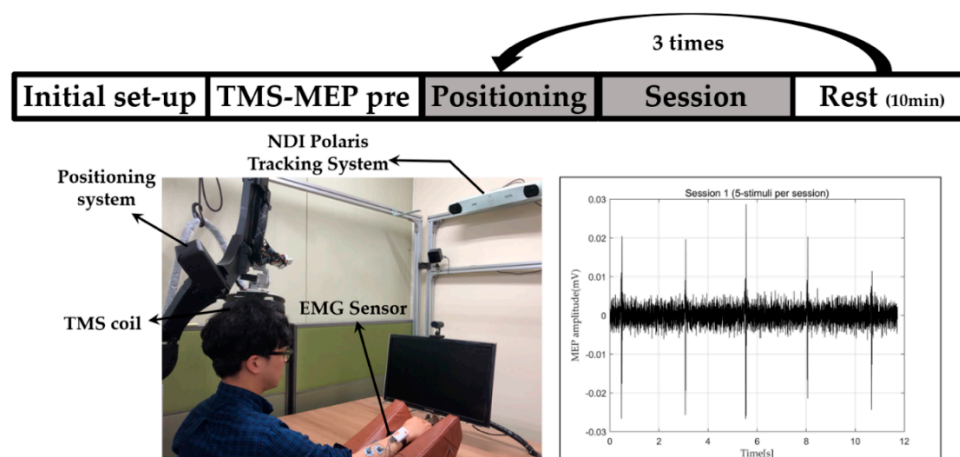 3 times
Initial set-up
TMS-MEP pre
Positioning
Session
Rest (10min)
NDI Polaris
Tracking System
Positioning
system
TMS coil
EMG Sensor
Session 1 (5-stimuli per session)
MEP amplitude(mV)
0.03
0.02
0.01
0
-0.01
-0.02
-0.03
0
2
4
6
8
10
12
Time[s]